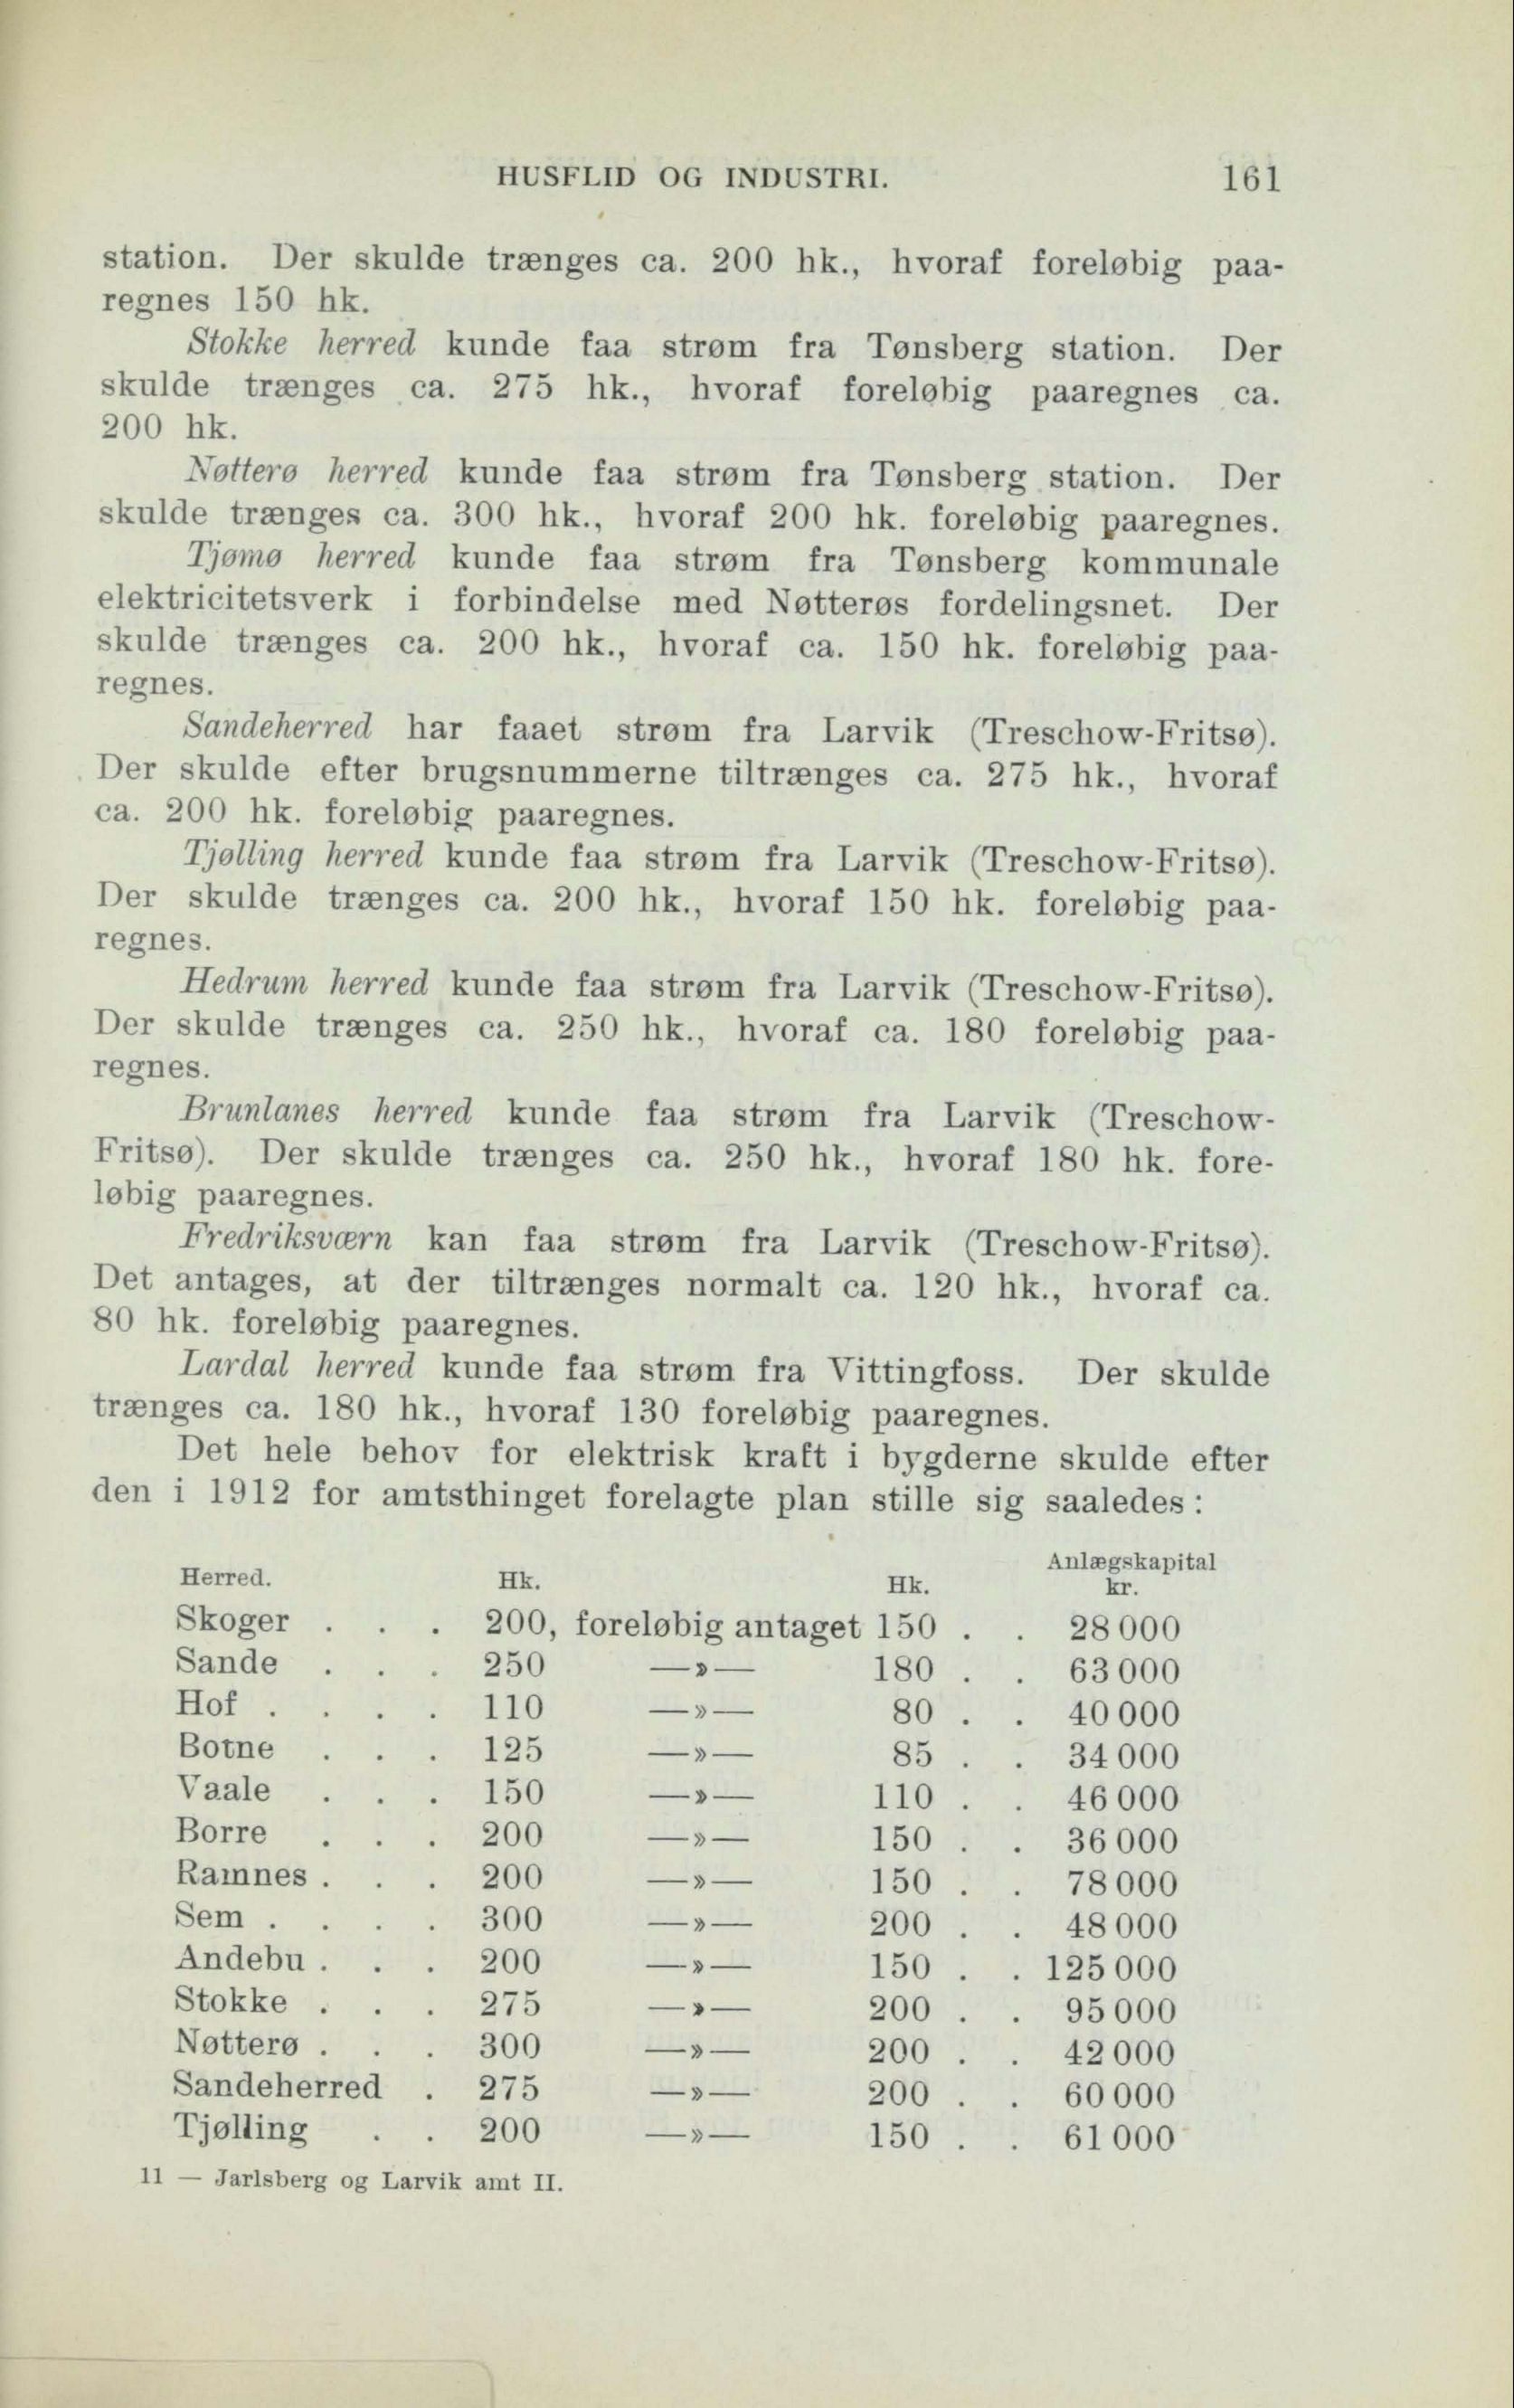 HUSFLID OG INDUSTRI. 161
station. Der skulde trænges ca. 200 hk., hvoraf foreløbig paa-
regnes 150 hk.
Stokke herred kunde faa strøm fra Tønsberg station. Der
skulde trænges ca. 275 hk., hvoraf foreløbig paaregnes ca.
200 hk.
Nøtterø herred kunde faa strøm fra Tønsberg station. Der
skulde trænges ca. 300 hk., hvoraf 200 hk. foreløbig paaregnes.
Tjømø herred kunde faa strøm fra Tønsberg kommunale
elektricitetsverk i forbindelse med Nøtterøs fordelingsnet. Der
skulde trænges ca. 200 hk., hvoraf ca. 150 hk. foreløbig paa-
regnes.
Sandeherred har faaet strøm fra Larvik (Treschow-Fritsø).
Der skulde efter brugsnummerne tiltrænges ca. 275 hk., hvoraf
ca. 200 hk. foreløbig paaregnes.
Tjølling herred kunde faa strøm fra Larvik (Treschow-Fritsø).
Der skulde trænges ca. 200 hk., hvoraf 150 hk. foreløbig paa-
regnes.
Hedrum herred kunde faa strøm fra Larvik (Treschow-Fritsø).
Der skulde trænges ca. 250 hk., hvoraf ca. 180 foreløbig paa-
regnes.
Brunlanes herred kunde faa strøm fra Larvik (Treschow-
Fritsø). Der skulde trænges ca. 250 hk., hvoraf 180 hk. fore-
løbig paaregnes.
Fredriksværn kan faa strøm fra Larvik (Treschow-Fritsø).
Det antages, at der tiltrænges normalt ca. 120 hk., hvoraf ca.
80 hk. foreløbig paaregnes.
Lardal herred kunde faa strøm fra Vittingfoss. Der skulde
trænges ca. 180 hk., hvoraf 130 foreløbig paaregnes.
Det hele behov for elektrisk kraft i bygderne skulde efter
den i 1912 for amtsthinget forelagte plan stille sig saaledes:
Herred. Hk. Hk. Anlægskapital
kr.
Skoger . . . 200, foreløbig antaget 150 . . 28 000
Sande . . . 250 —»— 180 . . 63 000
Hof . . . . 110 —»— 80 . . 40 000
Botne . . . 125 —»— 85 . . 34 000
Vaale . . . 150 —»— 110 . . 46 000
Borre . . . 200 —»— 150 . . 36 000
Ramnes . . . 200 —»— 150 . . 78 000
Sem . . . . 300 —»— 200 . . 48 000
Andebu . . . 200 —»— 150 . . 125 000
Stokke . . . 275 —»— 200 . . 95 000
Nøtterø . . . 300 —»— 200 . . 42 000
Sandeherred . 275 —»— 200 . . 60 000
Tjølling . . 200 —»— 150 . . 61 000
11 — Jarlsberg og Larvik amt II.